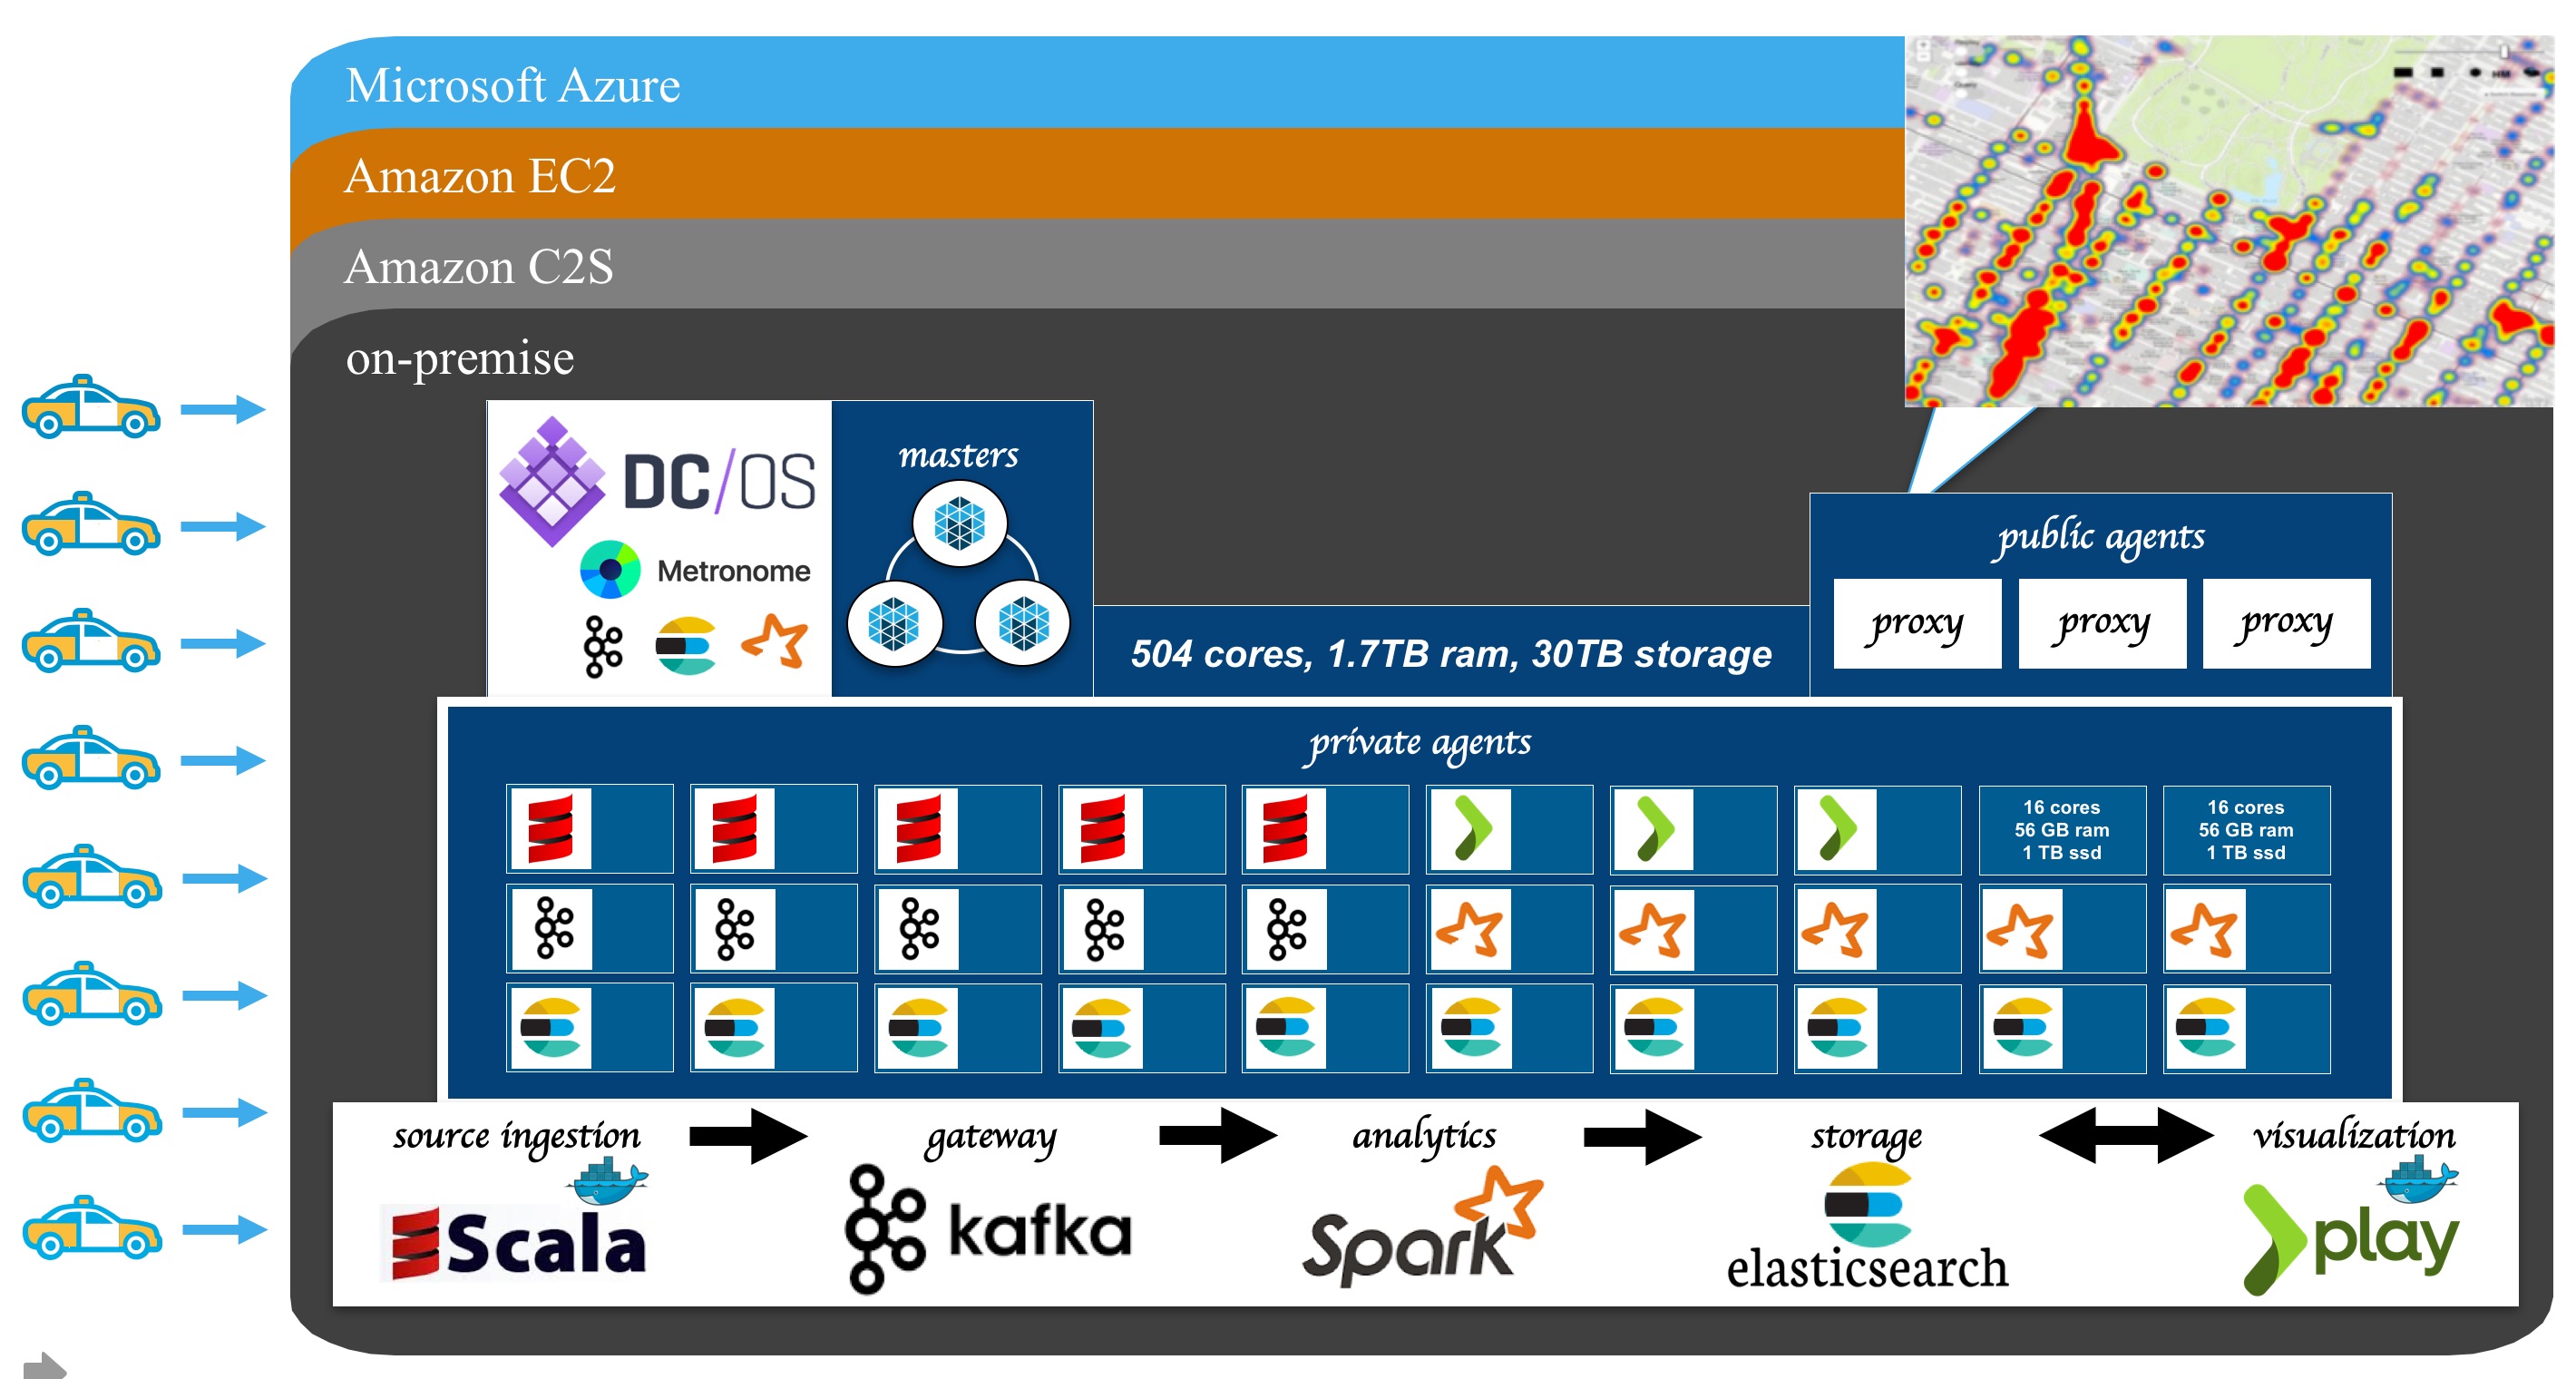 Microsoft Azure
Amazon EC2
Amazon C2S
on-premise
HM
DC/OS
Metronome
masters
504 cores, 1.7TB ram, 30TB storage
public agents
proxy
proxy
proxy
private agents
16 cores
56 GB ram
1 TB ssd
16 cores
56 GB ram
1 TB ssd
source ingestion
gateway
analytics
storage
visualization
Scala
kafka
Spark
elasticsearch
play